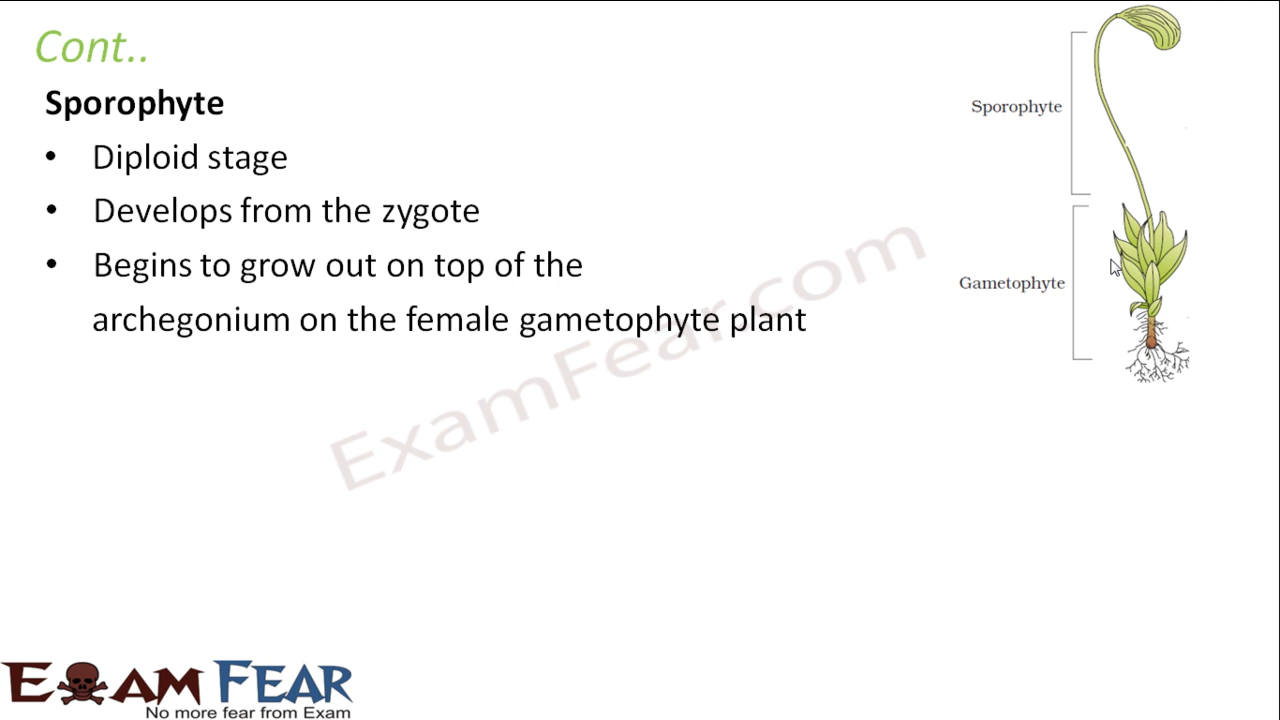 Cont..
Sporophyte
• Diploid stage
• Develops from the zygote
• Begins to grow out on top of the
archegonium on the female gametophyte plant
Sporophyte
Gametophyte
ExamFear.com
EXAM FEAR
No more fear from Exam